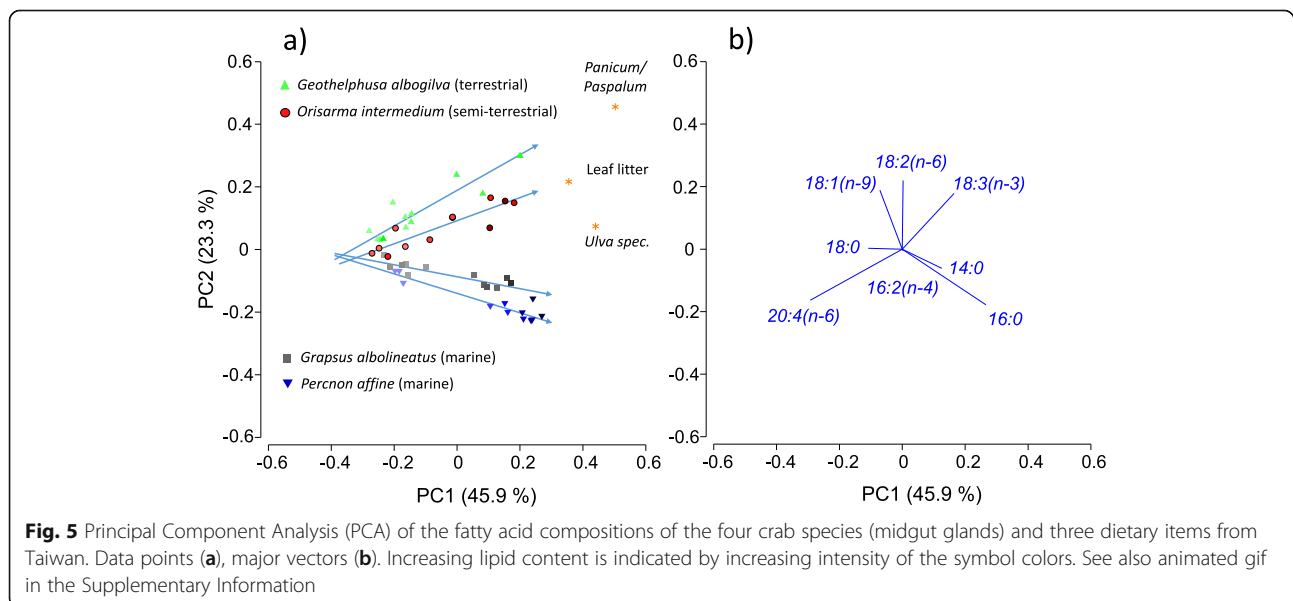 a)
0.6
0.4
0.2
0
-0.2
-0.4
-0.6
PC2 (23.3 %)
Geothelphusa albogilva (terrestrial)
Orisarma intermedium (semi-terrestrial)
Panicum/
Paspalum
Leaf litter
Ulva spec.
Grapsus albolineatus (marine)
Percnon affine (marine)
-0.6 -0.4 -0.2 0 0.2 0.4 0.6
PC1 (45.9 %)
b)
0.6
0.4
0.2
0
-0.2
-0.4
-0.6
18:2(n-6)
18:1(n-9)
18:3(n-3)
18:0
14:0
16:2(n-4)
20:4(n-6)
16:0
-0.6 -0.4 -0.2 0 0.2 0.4 0.6
PC1 (45.9 %)
Fig. 5 Principal Component Analysis (PCA) of the fatty acid compositions of the four crab species (midgut glands) and three dietary items from
Taiwan. Data points (a), major vectors (b). Increasing lipid content is indicated by increasing intensity of the symbol colors. See also animated gif
in the Supplementary Information